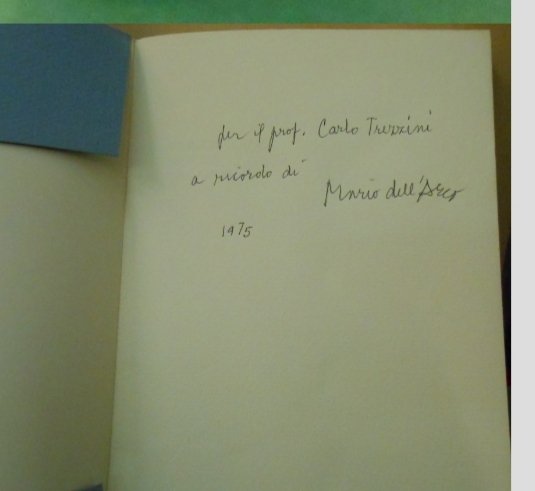 per il prof. Carlo Trezzini
a ricordo di
Mario dell'Arco
1975